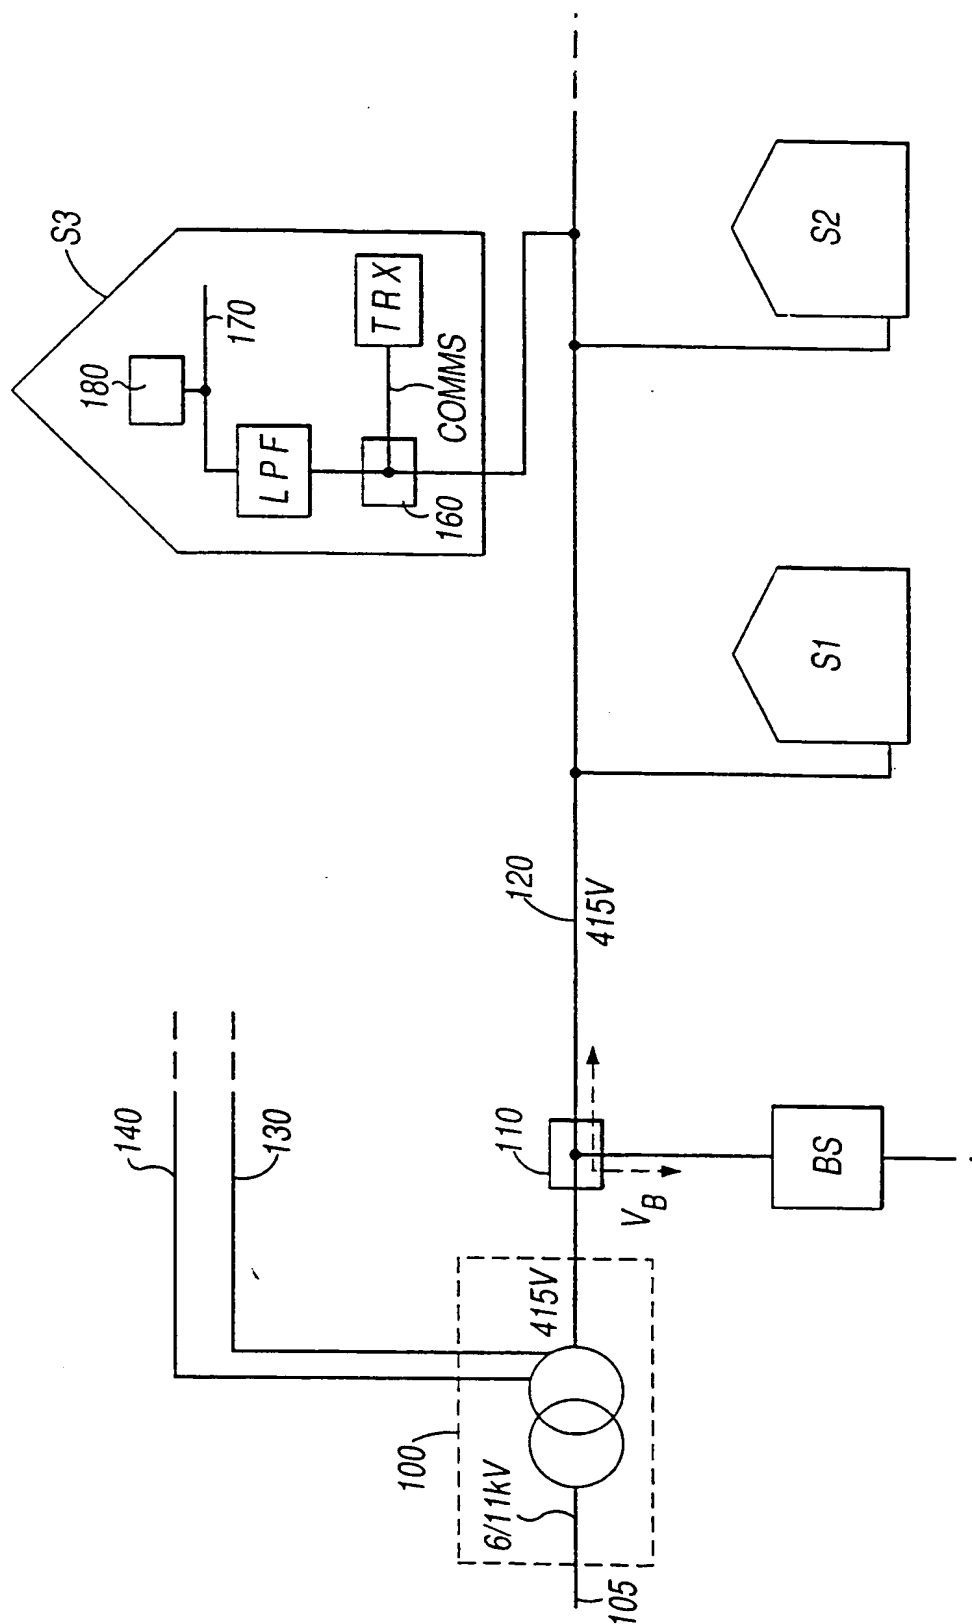 S3
180
170
LPF
TRX
COMMS
160
S2
S1
120
415V
140
130
110
V_B
BS
100
415V
6/11kV
105